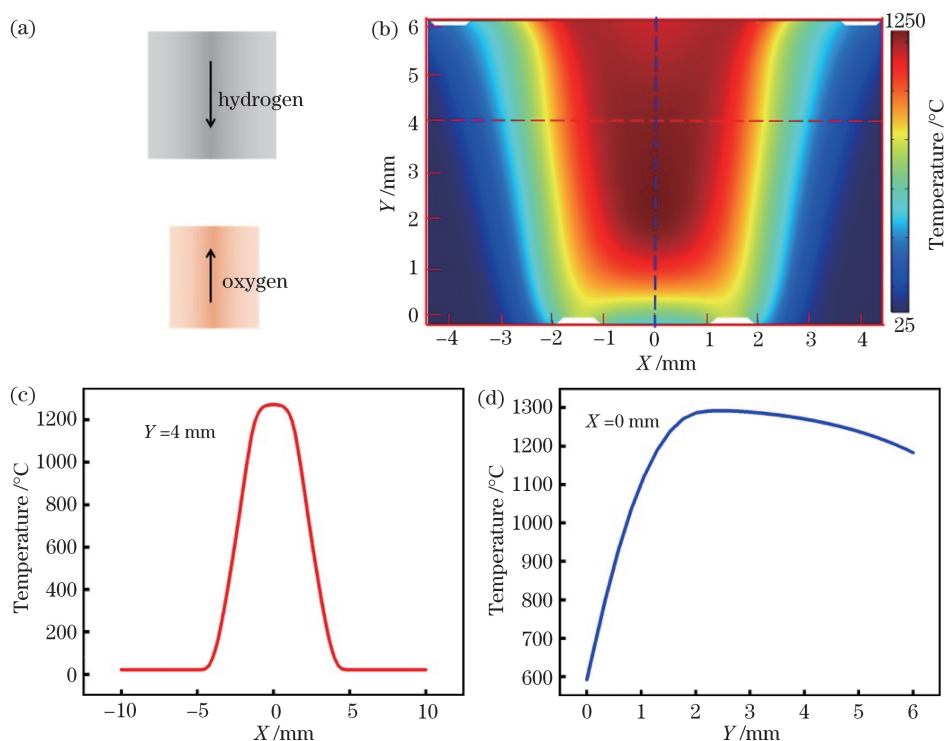 (a)
hydrogen
oxygen
(b)
6
5
4
3
2
1
0
Y /mm
−4 −3 −2 −1 0 1 2 3 4
X /mm
1250
25
Temperature /°C
(c)
Y =4 mm
1200
1000
800
600
400
200
0
Temperature /°C
−10 −5 0 5 10
X /mm
(d)
X =0 mm
1300
1200
1100
1000
900
800
700
600
Temperature /°C
0 1 2 3 4 5 6
Y /mm